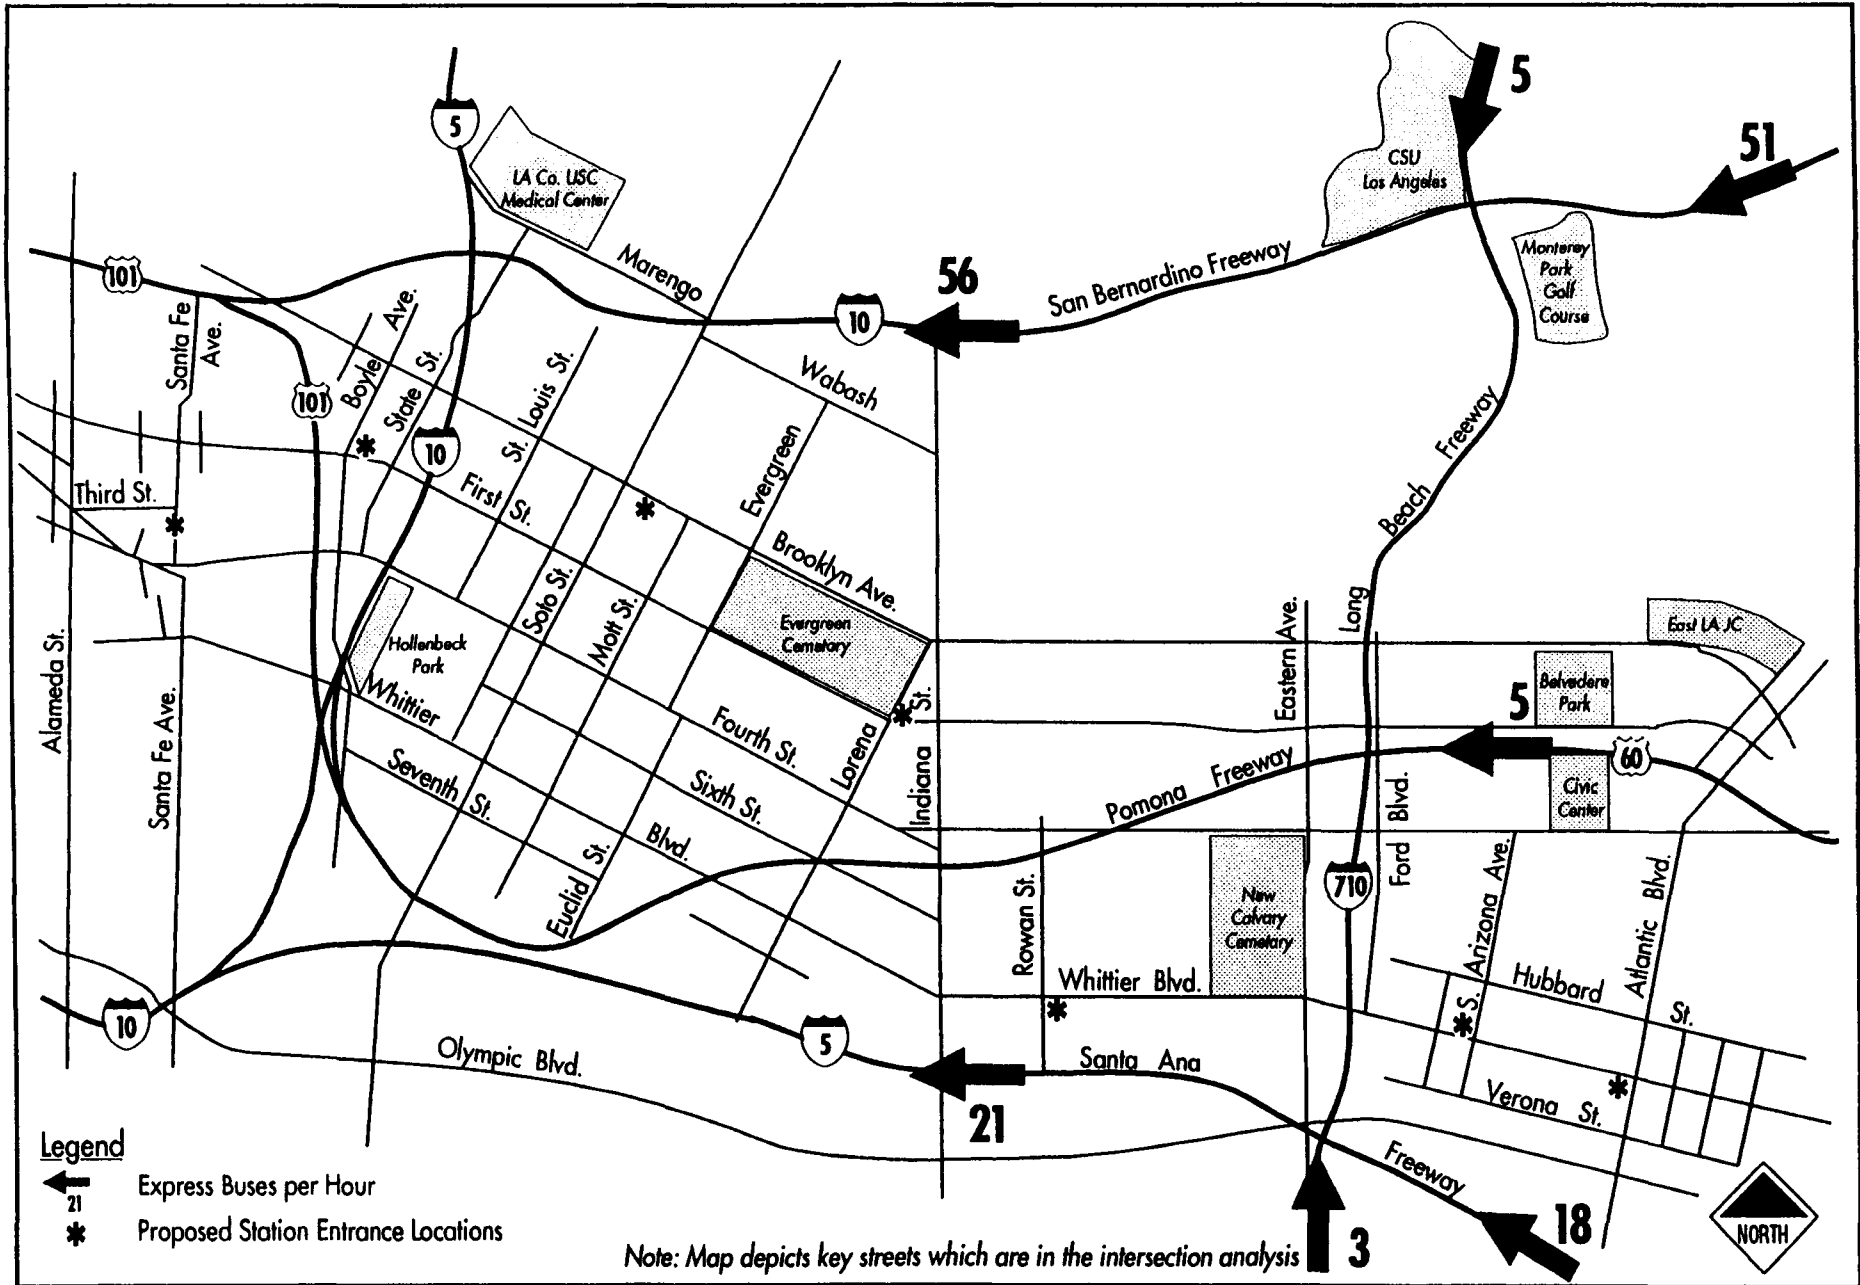 5
51
5
CSU
Los Angeles
LA Co. USC
Medical Center
Marengo
Monterey
Park
Golf
Course
San Bernardino Freeway
56
10
101
Santa Fe
Ave.
101
Boyle Ave.
State St.
St. Louis St.
Wabash
10
Evergreen
Long Beach Freeway
Third St.
First St.
Brooklyn Ave.
Soto St.
Mott St.
Evergreen
Cemetary
Hollenbeck
Park
Alameda St.
Santa Fe Ave.
Whittier Blvd.
Seventh St.
Fourth St.
Sixth St.
Euclid St.
Lorena
Indiana St.
Eastern Ave.
East LA JC
Belvedere
Park
5
60
Civic
Center
Pomona Freeway
Ford Blvd.
710
New
Calvary
Cemetary
Rowan St.
Whittier Blvd.
S. Arizona Ave.
Atlantic Blvd.
Hubbard St.
Verona St.
10
Olympic Blvd.
5
21
Santa Ana Freeway
3
18
Legend
21
Express Buses per Hour
* Proposed Station Entrance Locations
Note: Map depicts key streets which are in the intersection analysis
NORTH